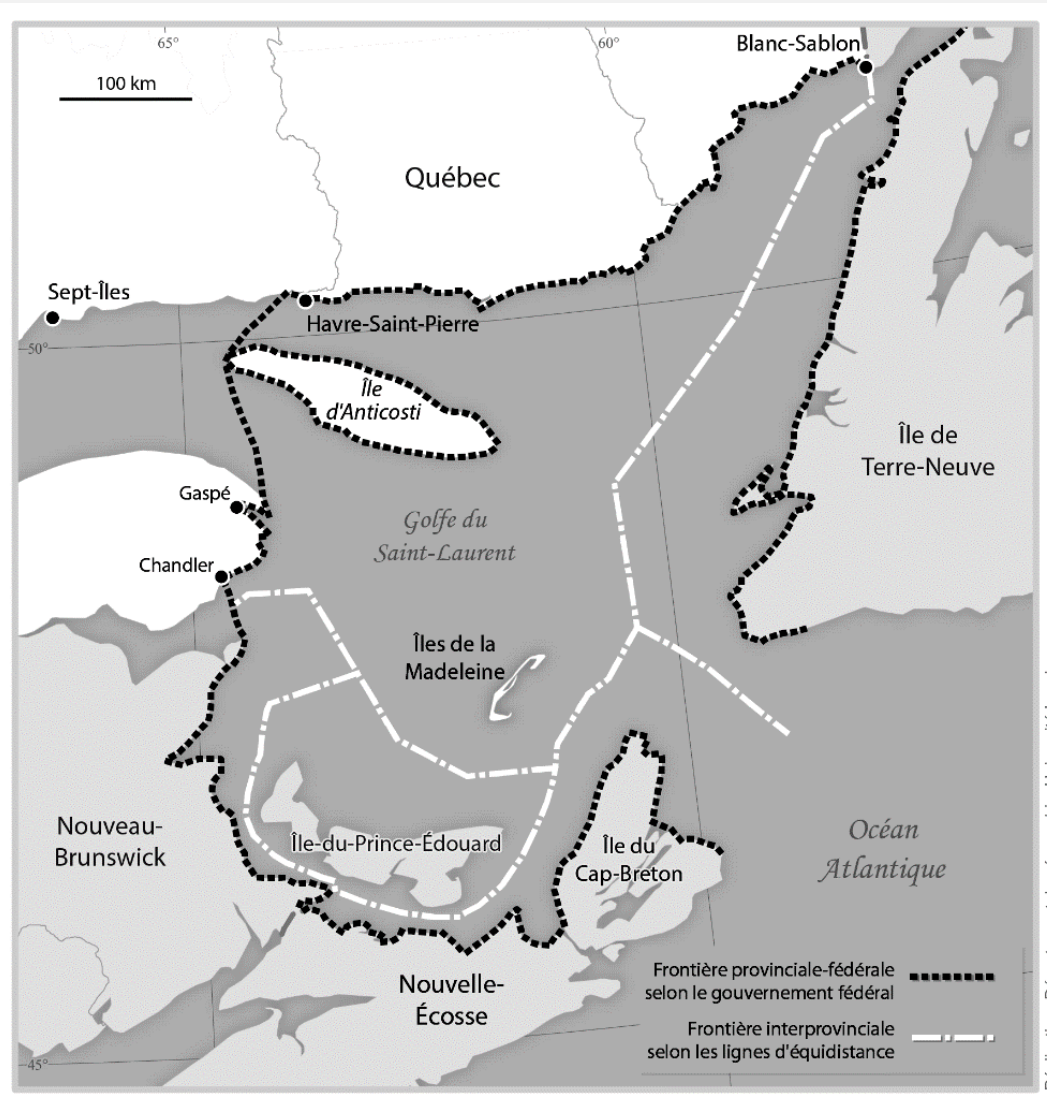 65°
60°
Blanc-Sablon
100 km
Québec
Sept-Îles
Havre-Saint-Pierre
50°
Île
d'Anticosti
Île de
Terre-Neuve
Gaspé
Golfe du
Saint-Laurent
Chandler
Îles de la
Madeleine
Nouveau-
Brunswick
Île-du-Prince-Édouard
Île du
Cap-Breton
Océan
Atlantique
Nouvelle-
Écosse
Frontière provinciale-fédérale
selon le gouvernement fédéral
Frontière interprovinciale
selon les lignes d'équidistance
45°